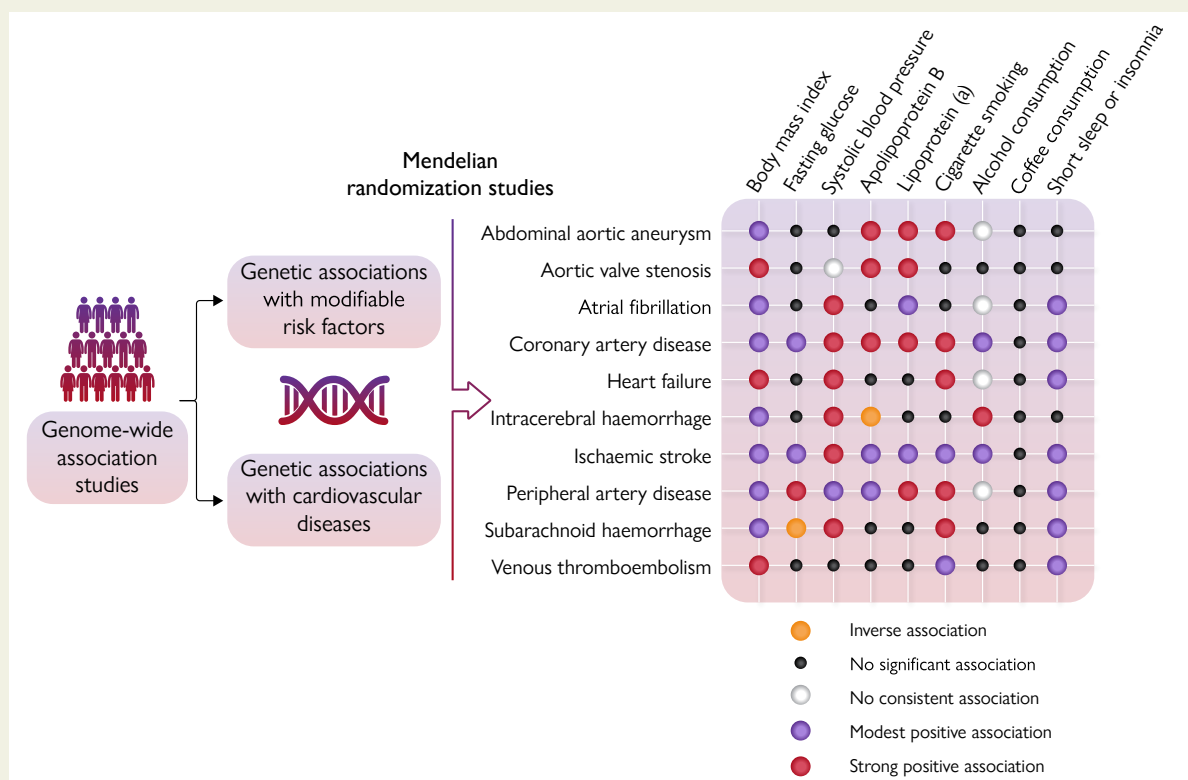 Body mass index
Fasting glucose
Systolic blood pressure
Apolipoprotein B
Lipoprotein (a)
Cigarette smoking
Alcohol consumption
Coffee consumption
Short sleep or insomnia
Mendelian
randomization studies
Genome-wide
association
studies
Genetic associations
with modifiable
risk factors
Genetic associations
with cardiovascular
diseases
Abdominal aortic aneurysm
Aortic valve stenosis
Atrial fibrillation
Coronary artery disease
Heart failure
Intracerebral haemorrhage
Ischaemic stroke
Peripheral artery disease
Subarachnoid haemorrhage
Venous thromboembolism
Inverse association
No significant association
No consistent association
Modest positive association
Strong positive association